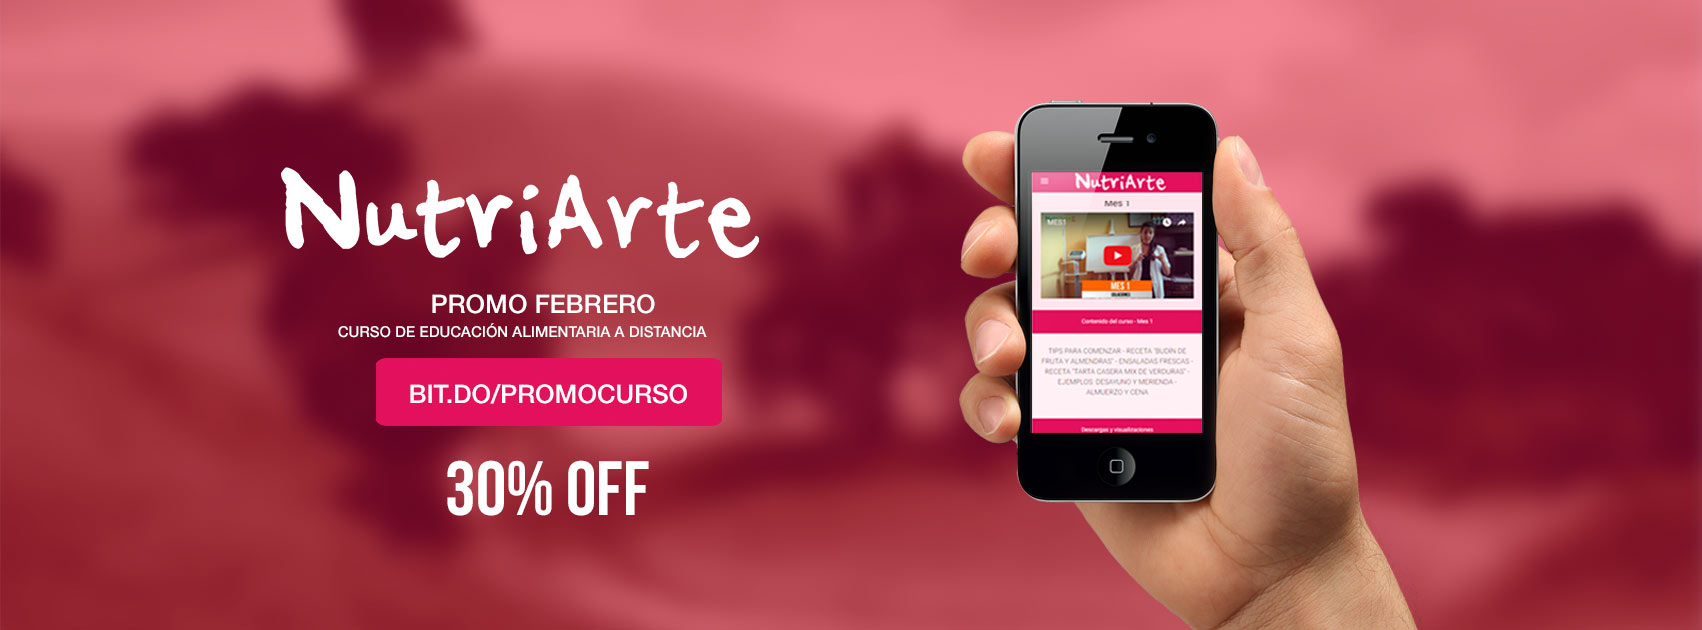 NutriArte
PROMO FEBRERO
CURSO DE EDUCACIÓN ALIMENTARIA A DISTANCIA
BIT.DO/PROMOCURSO
30% OFF
NutriArte
Mes 1
MES1
MES 1
Contenido del curso - Mes 1
TIPS PARA COMENZAR - RECETA "BUDIN DE
FRUTA Y ALMENDRAS" - ENSALADAS FRESCAS -
RECETA "TARTA CASERA MIX DE VERDURAS" -
EJEMPLOS: DESAYUNO Y MERIENDA -
ALMUERZO Y CENA
Descargas y visualizaciones